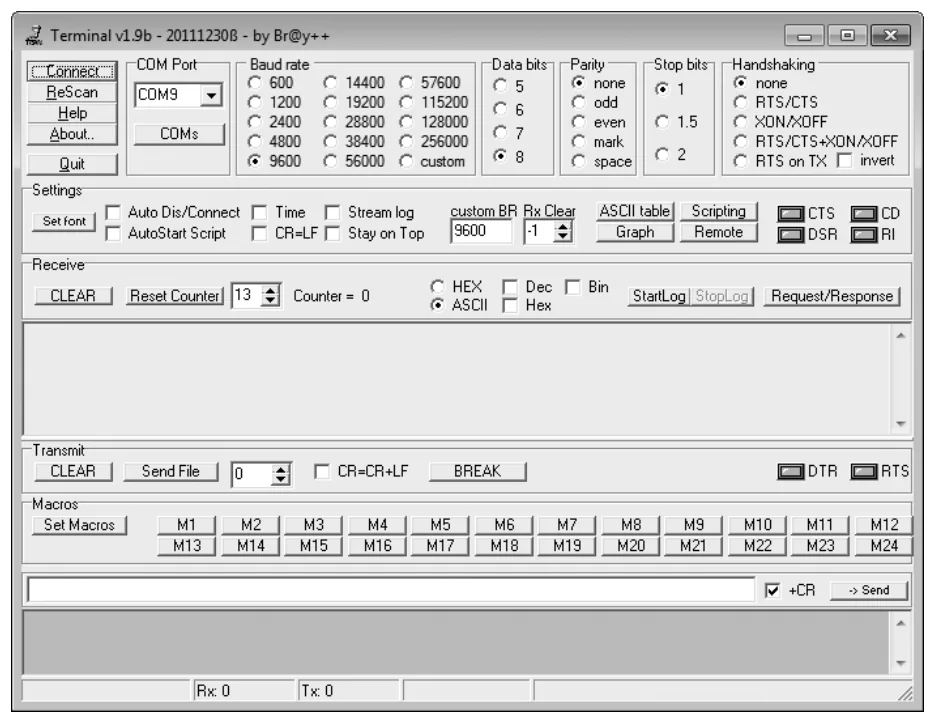 Terminal v1.9b - 20111230ß - by Br@y++
Connect
ReScan
Help
About..
Quit
COM Port
COM9
COMs
Baud rate
600 14400 57600
1200 19200 115200
2400 28800 128000
4800 38400 256000
9600 56000 custom
Data bits
5
6
7
8
Parity
none
odd
even
mark
space
Stop bits
1
1.5
2
Handshaking
none
RTS/CTS
XON/XOFF
RTS/CTS+XON/XOFF
RTS on TX invert
Settings
Set font
Auto Dis/Connect Time Stream log
AutoStart Script CR=LF Stay on Top
custom BR Rx Clear
9600 -1
ASCII table Scripting
Graph Remote
CTS CD
DSR RI
Receive
CLEAR Reset Counter 13 Counter = 0
HEX Dec Bin
ASCII Hex
StartLog StopLog Request/Response
Transmit
CLEAR Send File 0 CR=CR+LF BREAK DTR RTS
Macros
Set Macros M1 M2 M3 M4 M5 M6 M7 M8 M9 M10 M11 M12
M13 M14 M15 M16 M17 M18 M19 M20 M21 M22 M23 M24
+CR -> Send
Rx: 0 Tx: 0